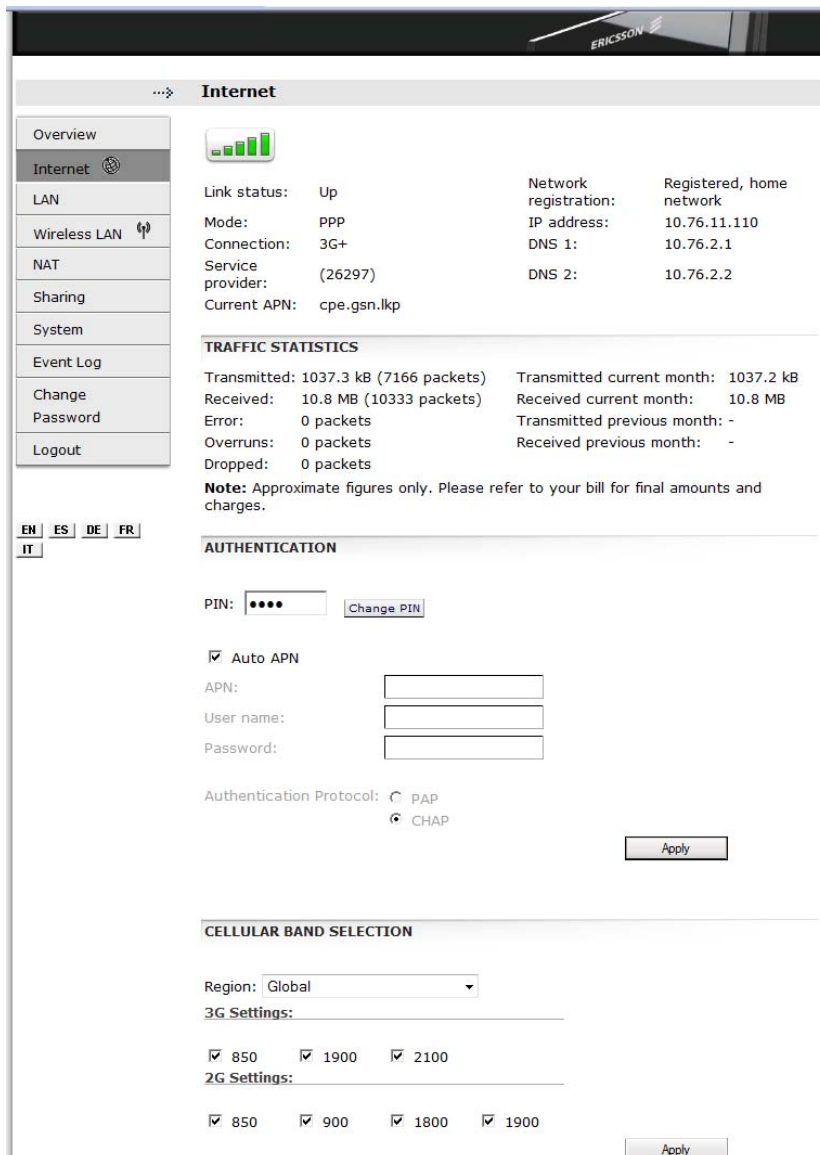 ERICSSON
Internet
Overview
Internet
LAN
Wireless LAN
NAT
Sharing
System
Event Log
Change
Password
Logout
EN ES DE FR
IT
Link status: Up Network registration: Registered, home network
Mode: PPP IP address: 10.76.11.110
Connection: 3G+ DNS 1: 10.76.2.1
Service provider: (26297) DNS 2: 10.76.2.2
Current APN: cpe.gsn.lkp
TRAFFIC STATISTICS
Transmitted: 1037.3 kB (7166 packets) Transmitted current month: 1037.2 kB
Received: 10.8 MB (10333 packets) Received current month: 10.8 MB
Error: 0 packets Transmitted previous month: -
Overruns: 0 packets Received previous month: -
Dropped: 0 packets
Note: Approximate figures only. Please refer to your bill for final amounts and
charges.
AUTHENTICATION
PIN: •••• Change PIN
Auto APN
APN:
User name:
Password:
Authentication Protocol: PAP
CHAP
Apply
CELLULAR BAND SELECTION
Region: Global
3G Settings:
850 1900 2100
2G Settings:
850 900 1800 1900
Apply